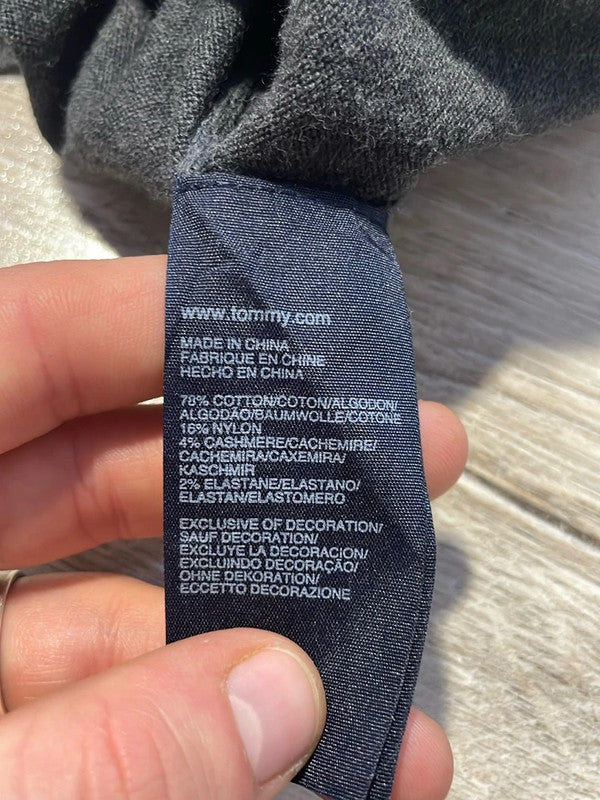 www.tommy.com
MADE IN CHINA
FABRIQUE EN CHINE
HECHO EN CHINA
78% COTTON/COTON/ALGODON/
ALGODÃO/BAUMWOLLE/COTONE
16% NYLON
4% CASHMERE/CACHEMIRE/
CACHEMIRA/CAXEMIRA/
KASCHMIR
2% ELASTANE/ELASTANO/
ELASTAN/ELASTOMERO
EXCLUSIVE OF DECORATION/
SAUF DECORATION/
EXCLUYE LA DECORACION/
EXCLUINDO DECORAÇÃO/
OHNE DEKORATION/
ECCETTO DECORAZIONE